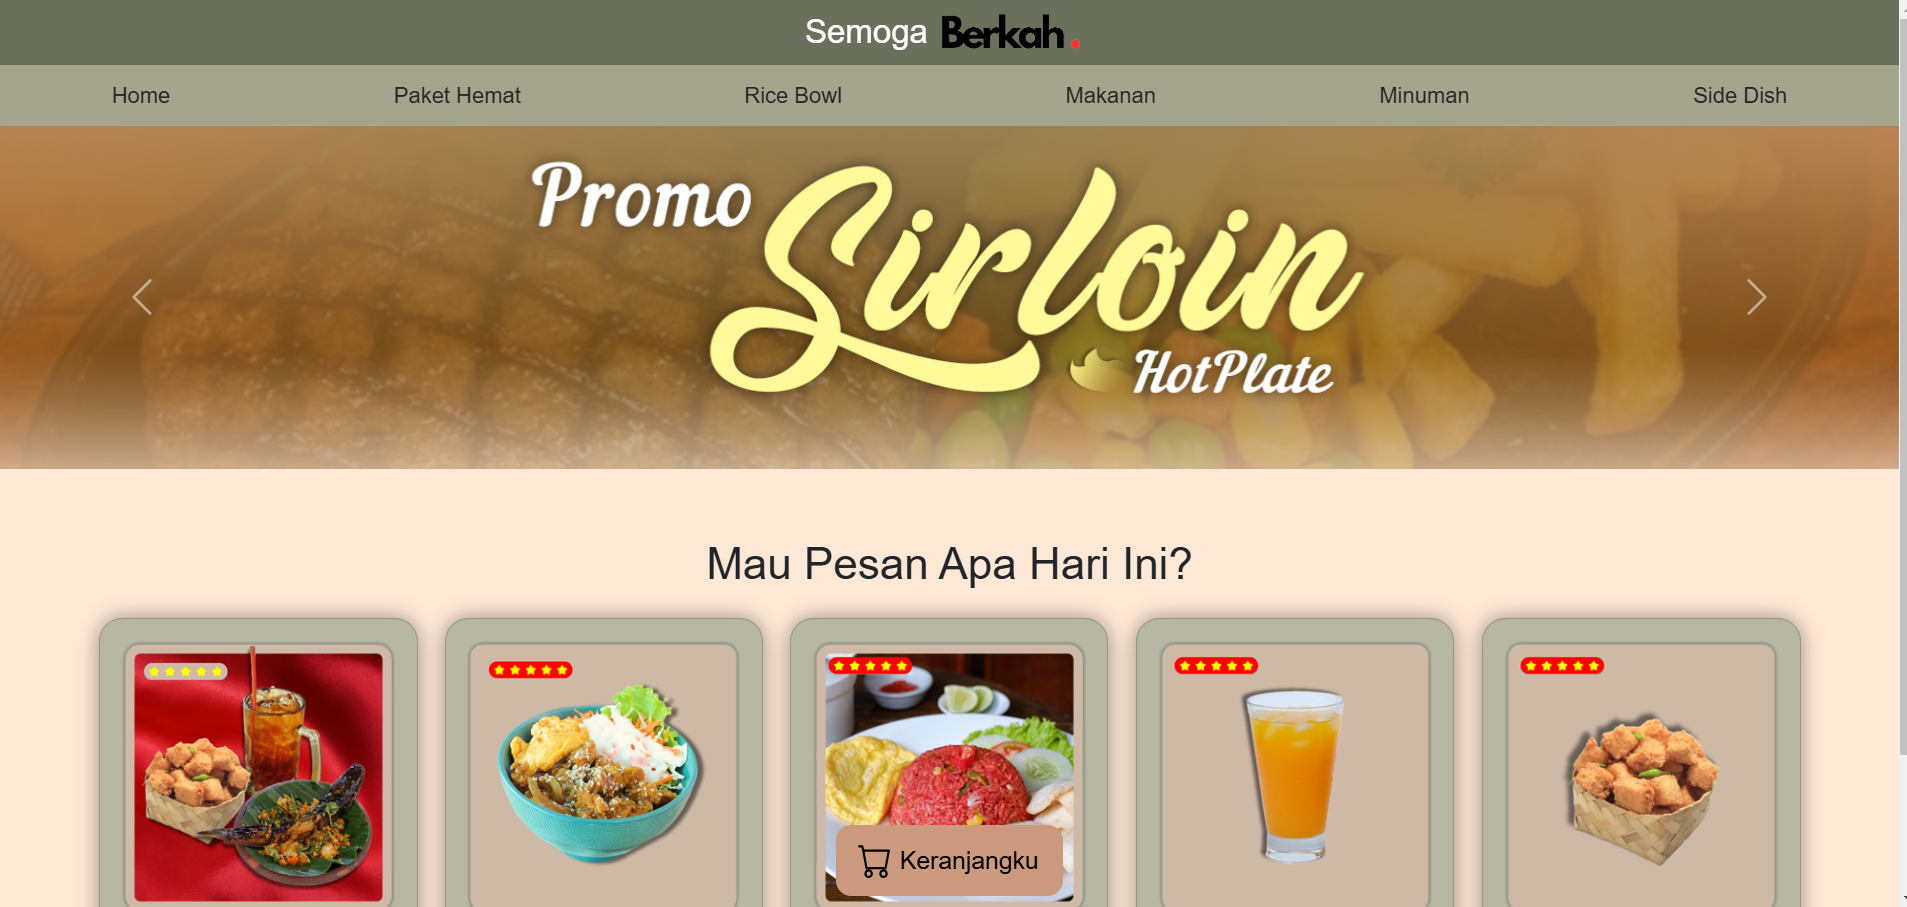 Semoga Berkah.
Home Paket Hemat Rice Bowl Makanan Minuman Side Dish
Promo
Sirloin
HotPlate
Mau Pesan Apa Hari Ini?
Keranjangku